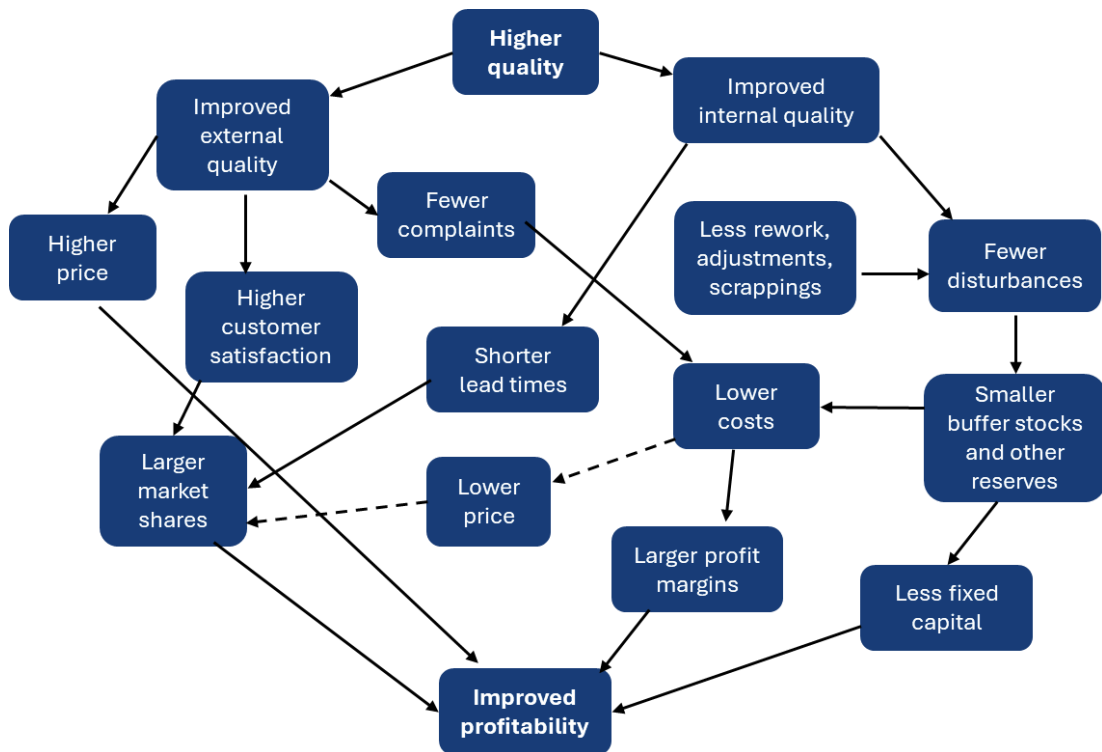 Higher
quality
Improved
external
quality
Improved
internal quality
Fewer
complaints
Higher
price
Less rework,
adjustments,
scrappings
Fewer
disturbances
Higher
customer
satisfaction
Shorter
lead times
Lower
costs
Smaller
buffer stocks
and other
reserves
Larger
market
shares
Lower
price
Larger profit
margins
Less fixed
capital
Improved
profitability